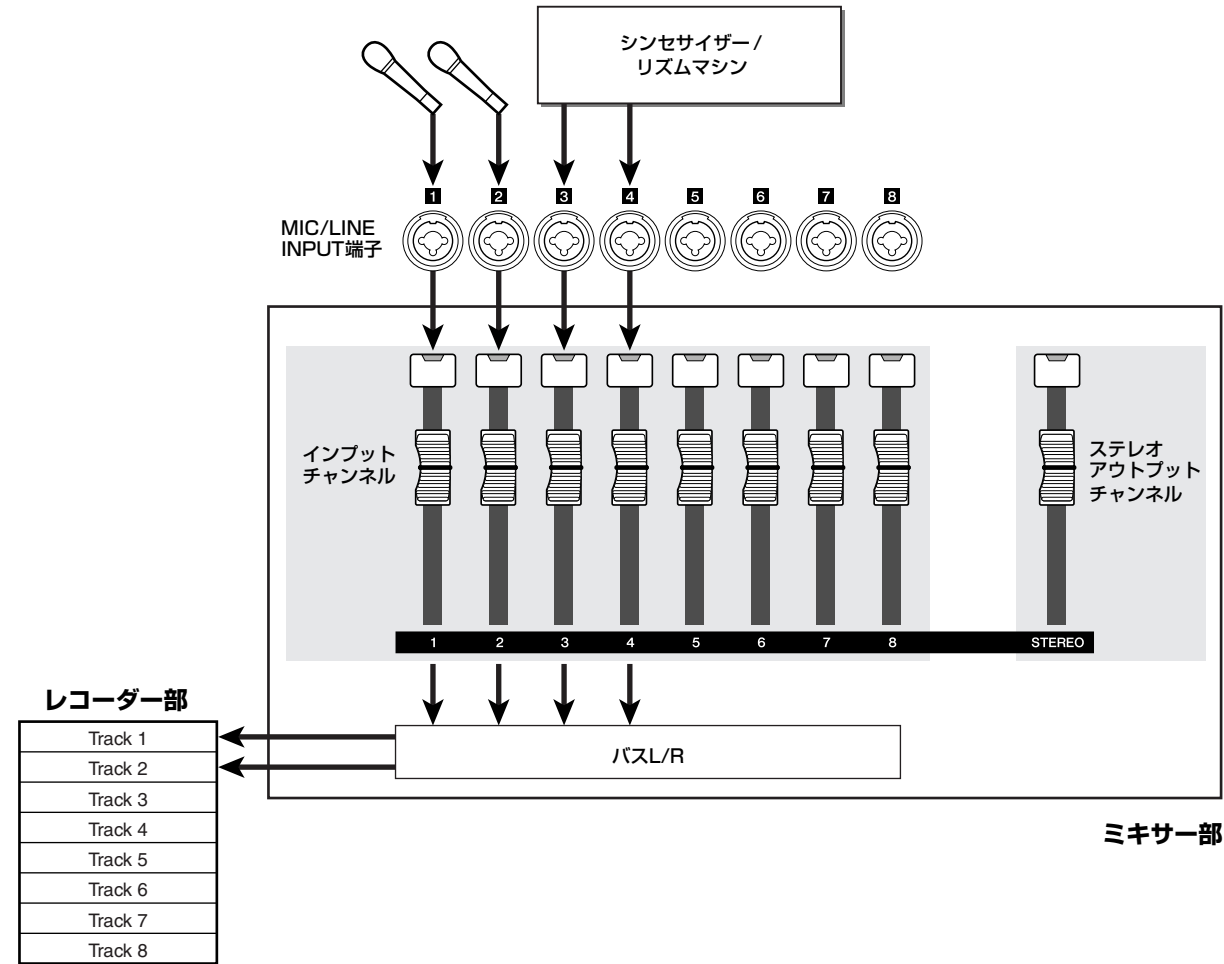 シンセサイザー /
リズムマシン
1 2 3 4 5 6 7 8
MIC/LINE
INPUT端子
インプット
チャンネル
ステレオ
アウトプット
チャンネル
1 2 3 4 5 6 7 8 STEREO
レコーダー部
Track 1
Track 2
Track 3
Track 4
Track 5
Track 6
Track 7
Track 8
バスL/R
ミキサー部